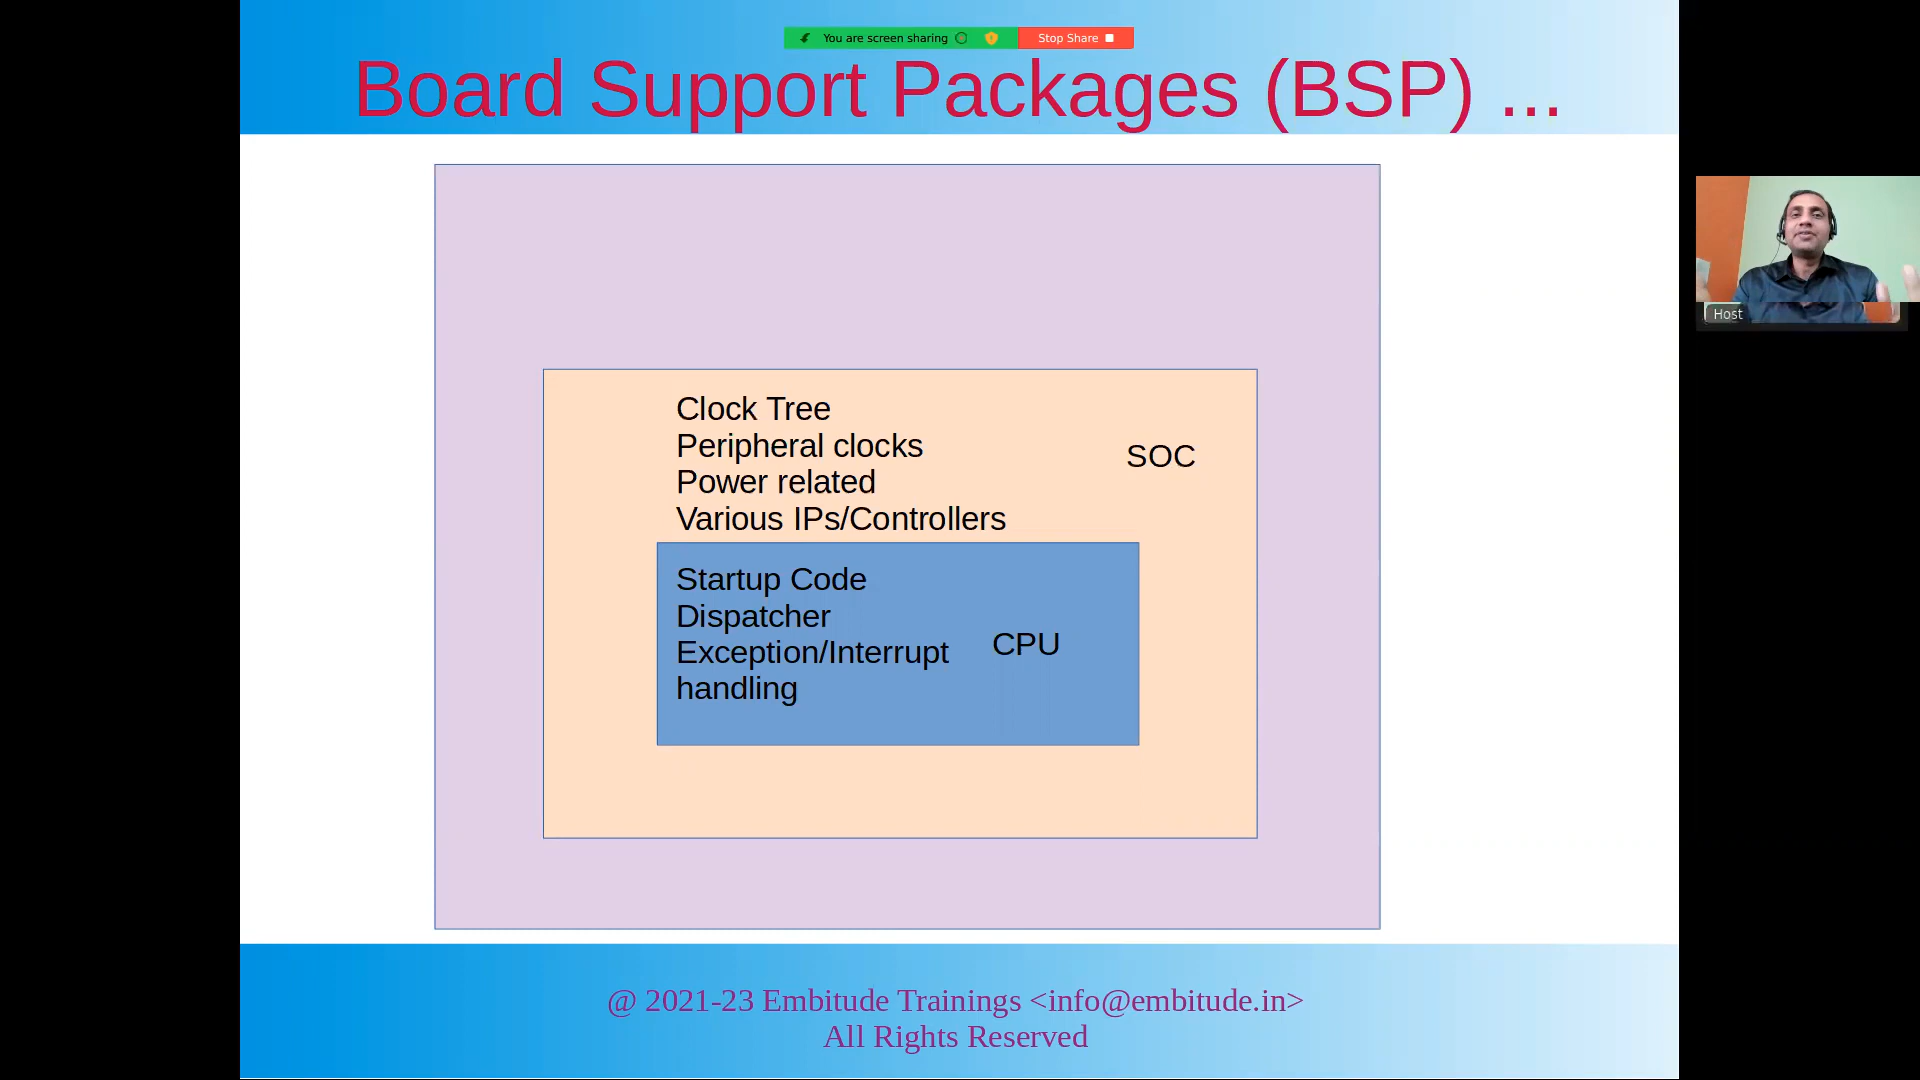 You are screen sharing
Stop Share
Board Support Packages (BSP) ...
Host
Clock Tree
Peripheral clocks
Power related
Various IPs/Controllers
SOC
Startup Code
Dispatcher
Exception/Interrupt
handling
CPU
@ 2021-23 Embitude Trainings <info@embitude.in>
All Rights Reserved